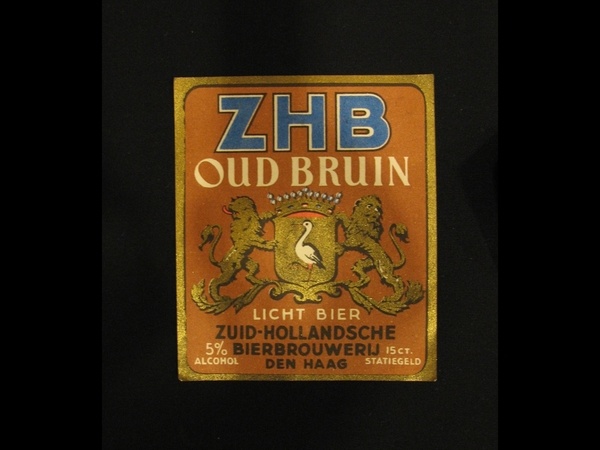 ZHB
OUD BRUIN
LICHT BIER
ZUID-HOLLANDSCHE
BIERBROUWERIJ
DEN HAAG
5%
ALCOHOL
15 CT.
STATIEGELD